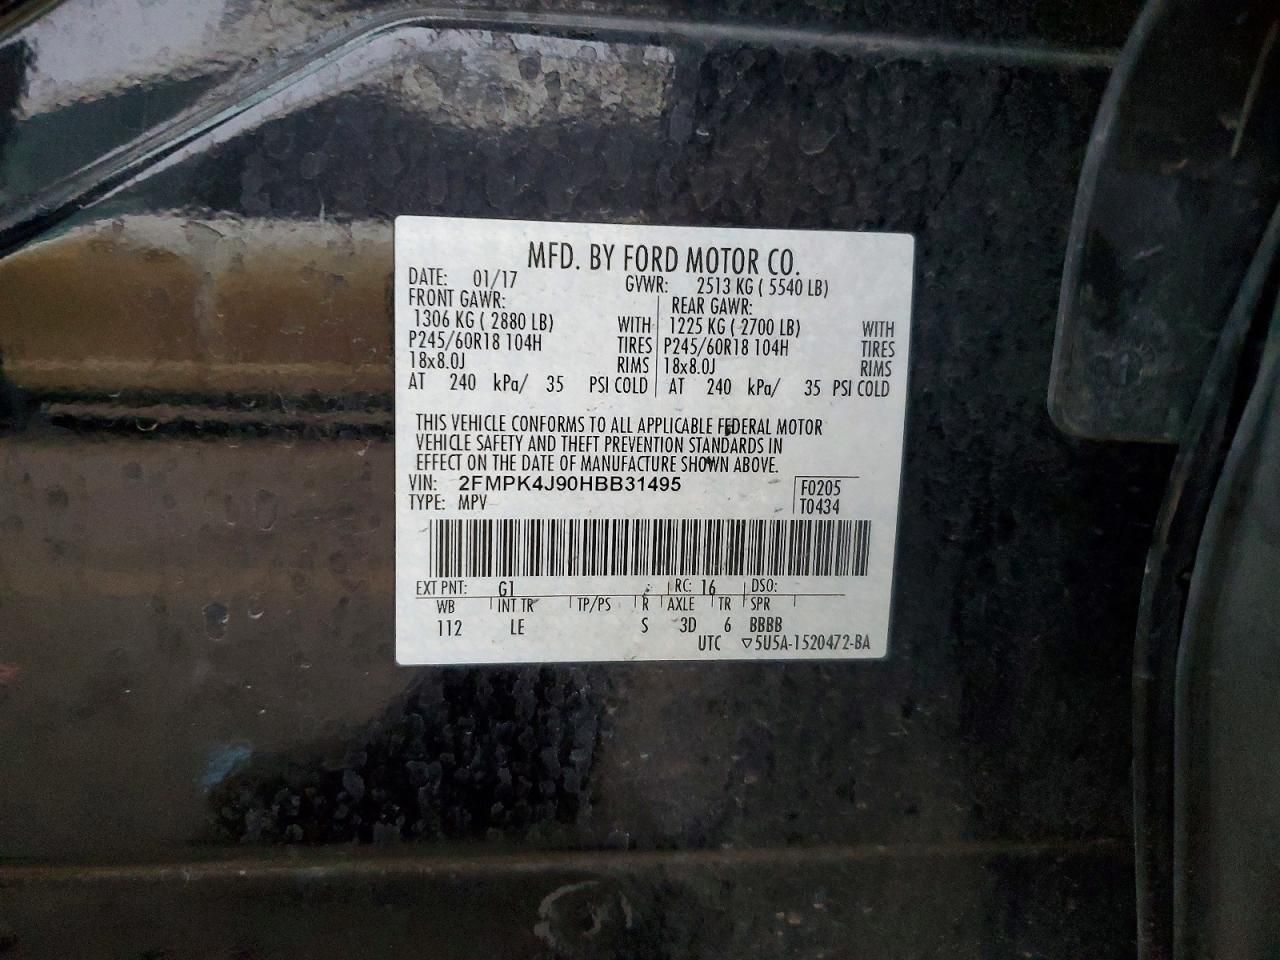 MFD. BY FORD MOTOR CO.
DATE: 01/17 GVWR: 2513 KG ( 5540 LB)
FRONT GAWR: REAR GAWR:
1306 KG ( 2880 LB) WITH 1225 KG ( 2700 LB) WITH
P245/60R18 104H TIRES P245/60R18 104H TIRES
18x8.0J RIMS 18x8.0J RIMS
AT 240 kPa/ 35 PSI COLD AT 240 kPa/ 35 PSI COLD
THIS VEHICLE CONFORMS TO ALL APPLICABLE FEDERAL MOTOR
VEHICLE SAFETY AND THEFT PREVENTION STANDARDS IN
EFFECT ON THE DATE OF MANUFACTURE SHOWN ABOVE.
VIN: 2FMPK4J90HBB31495 F0205
TYPE: MPV T0434
EXT PNT: G1 RC: 16 DSO:
WB INT TR TP/PS R AXLE TR SPR
112 LE S 3D 6 BBBB
UTC ▽5U5A-1520472-BA